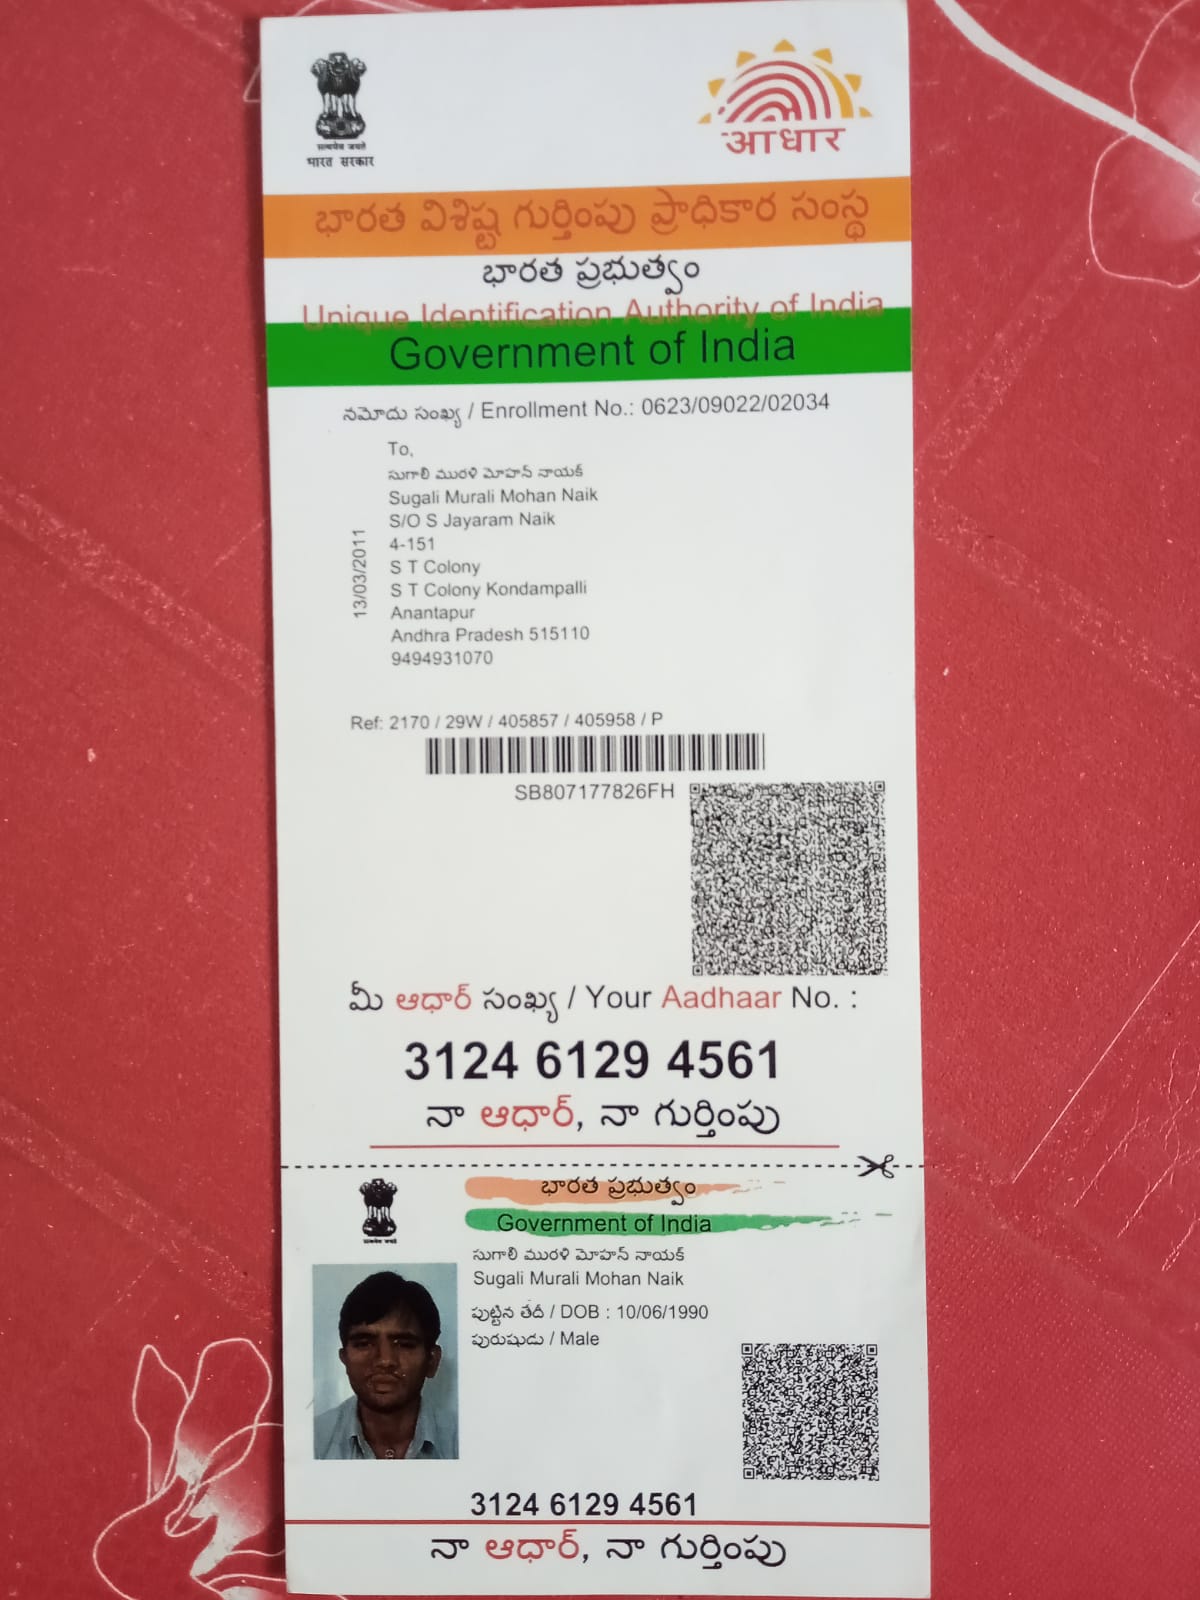 सत्यमेव जयते
भारत सरकार
आधार
భారత విశిష్ట గుర్తింపు ప్రాధికార సంస్థ
భారత ప్రభుత్వం
Unique Identification Authority of India
Government of India
నమోదు సంఖ్య / Enrollment No.: 0623/09022/02034
To,
సుగాలి మురళి మోహన్ నాయక్
Sugali Murali Mohan Naik
S/O S Jayaram Naik
4-151
S T Colony
S T Colony Kondampalli
Anantapur
Andhra Pradesh 515110
9494931070
13/03/2011
Ref: 2170 / 29W / 405857 / 405958 / P
SB807177826FH
మీ ఆధార్ సంఖ్య / Your Aadhaar No. :
3124 6129 4561
నా ఆధార్, నా గుర్తింపు
భారత ప్రభుత్వం
Government of India
सत्यमेव जयते
సుగాలి మురళి మోహన్ నాయక్
Sugali Murali Mohan Naik
పుట్టిన తేదీ / DOB : 10/06/1990
పురుషుడు / Male
3124 6129 4561
నా ఆధార్, నా గుర్తింపు